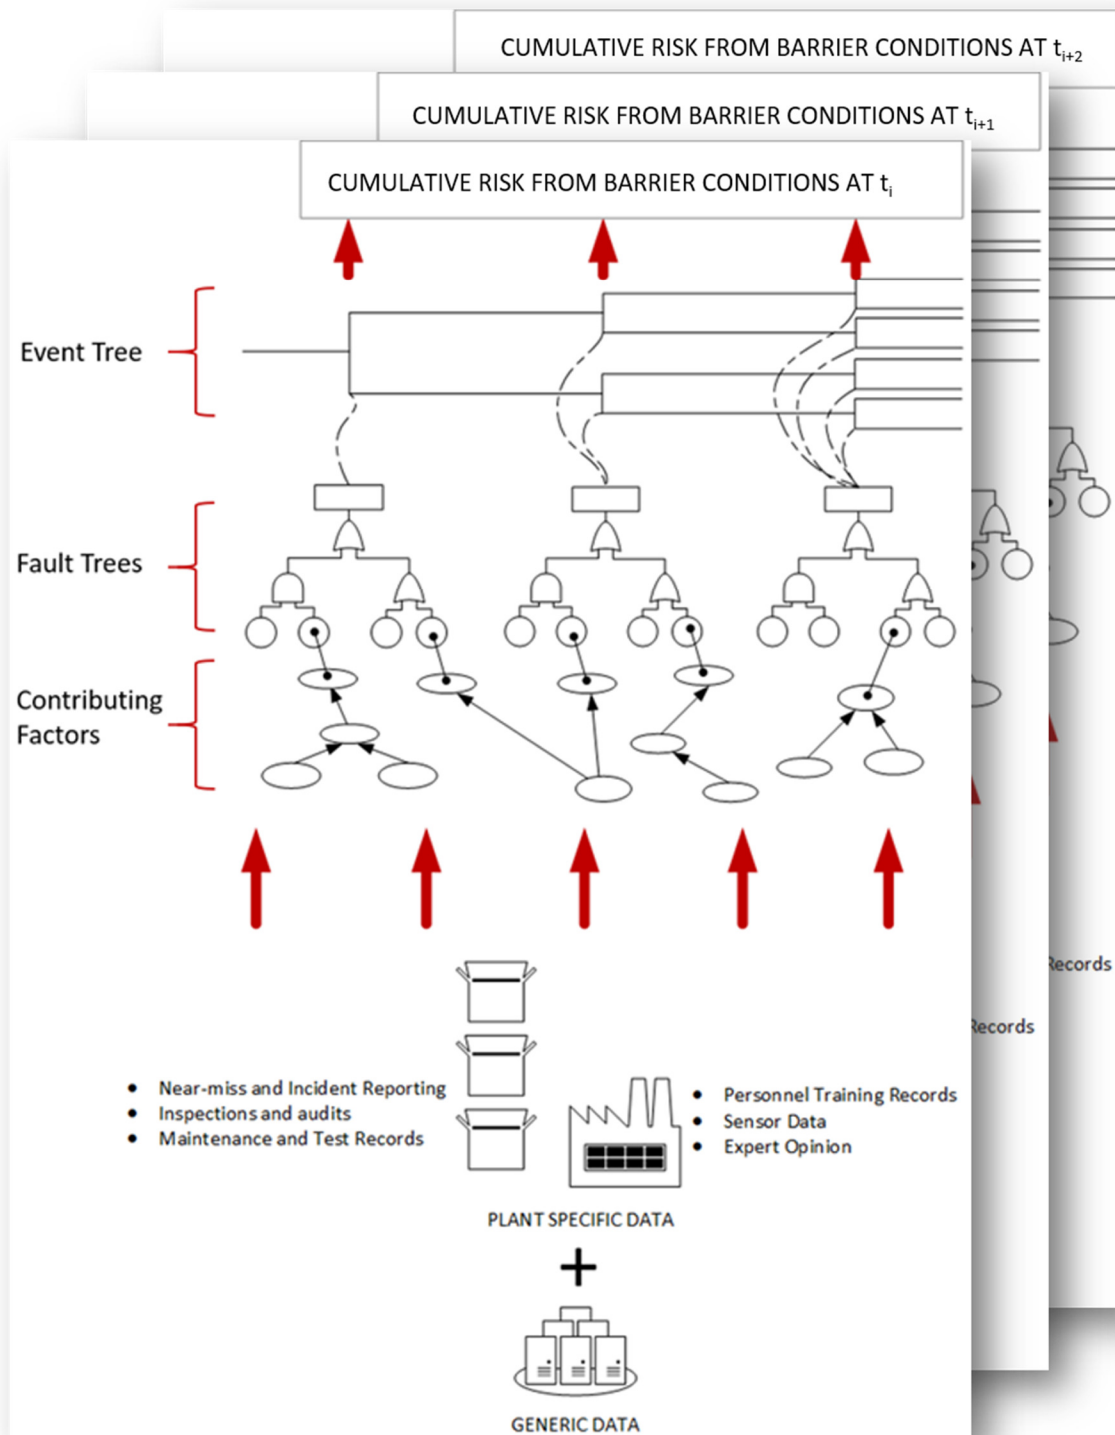 CUMULATIVE RISK FROM BARRIER CONDITIONS AT ti+2
CUMULATIVE RISK FROM BARRIER CONDITIONS AT ti+1
CUMULATIVE RISK FROM BARRIER CONDITIONS AT ti
Event Tree
Fault Trees
Contributing
Factors
Records
Records
• Near-miss and Incident Reporting
• Inspections and audits
• Maintenance and Test Records
• Personnel Training Records
• Sensor Data
• Expert Opinion
PLANT SPECIFIC DATA
+
GENERIC DATA